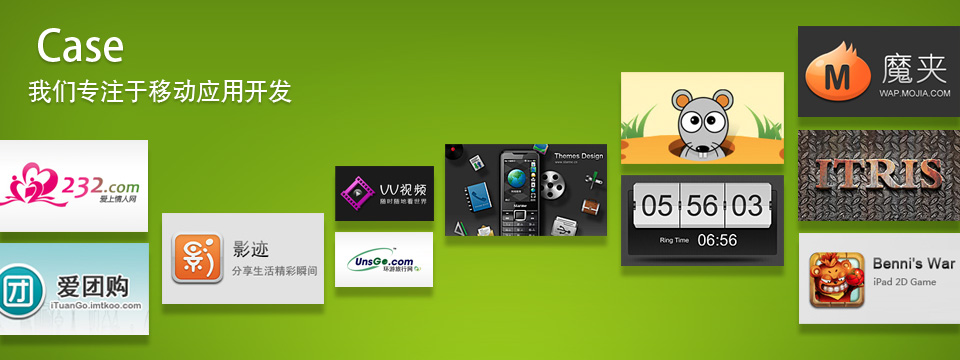 Case
我们专注于移动应用开发
232.com
爱上情人网
团
爱团购
iTuanGo.imtkoo.com
影
影迹
分享生活精彩瞬间
VV视频
随时随地看世界
UnsGo.com
环游旅行网
Themes Design
05 56 03
Ring Time 06:56
M
魔夹
WAP.MOJIA.COM
ITRIS
Benni's War
iPad 2D Game